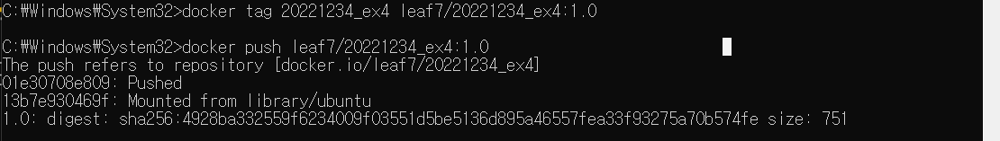 C:₩Windows₩System32>docker tag 20221234_ex4 leaf7/20221234_ex4:1.0
C:₩Windows₩System32>docker push leaf7/20221234_ex4:1.0
The push refers to repository [docker.io/leaf7/20221234_ex4]
01e30708e809: Pushed
13b7e930469f: Mounted from library/ubuntu
1.0: digest: sha256:4928ba332559f6234009f03551d5be5136d895a46557fea33f93275a70b574fe size: 751